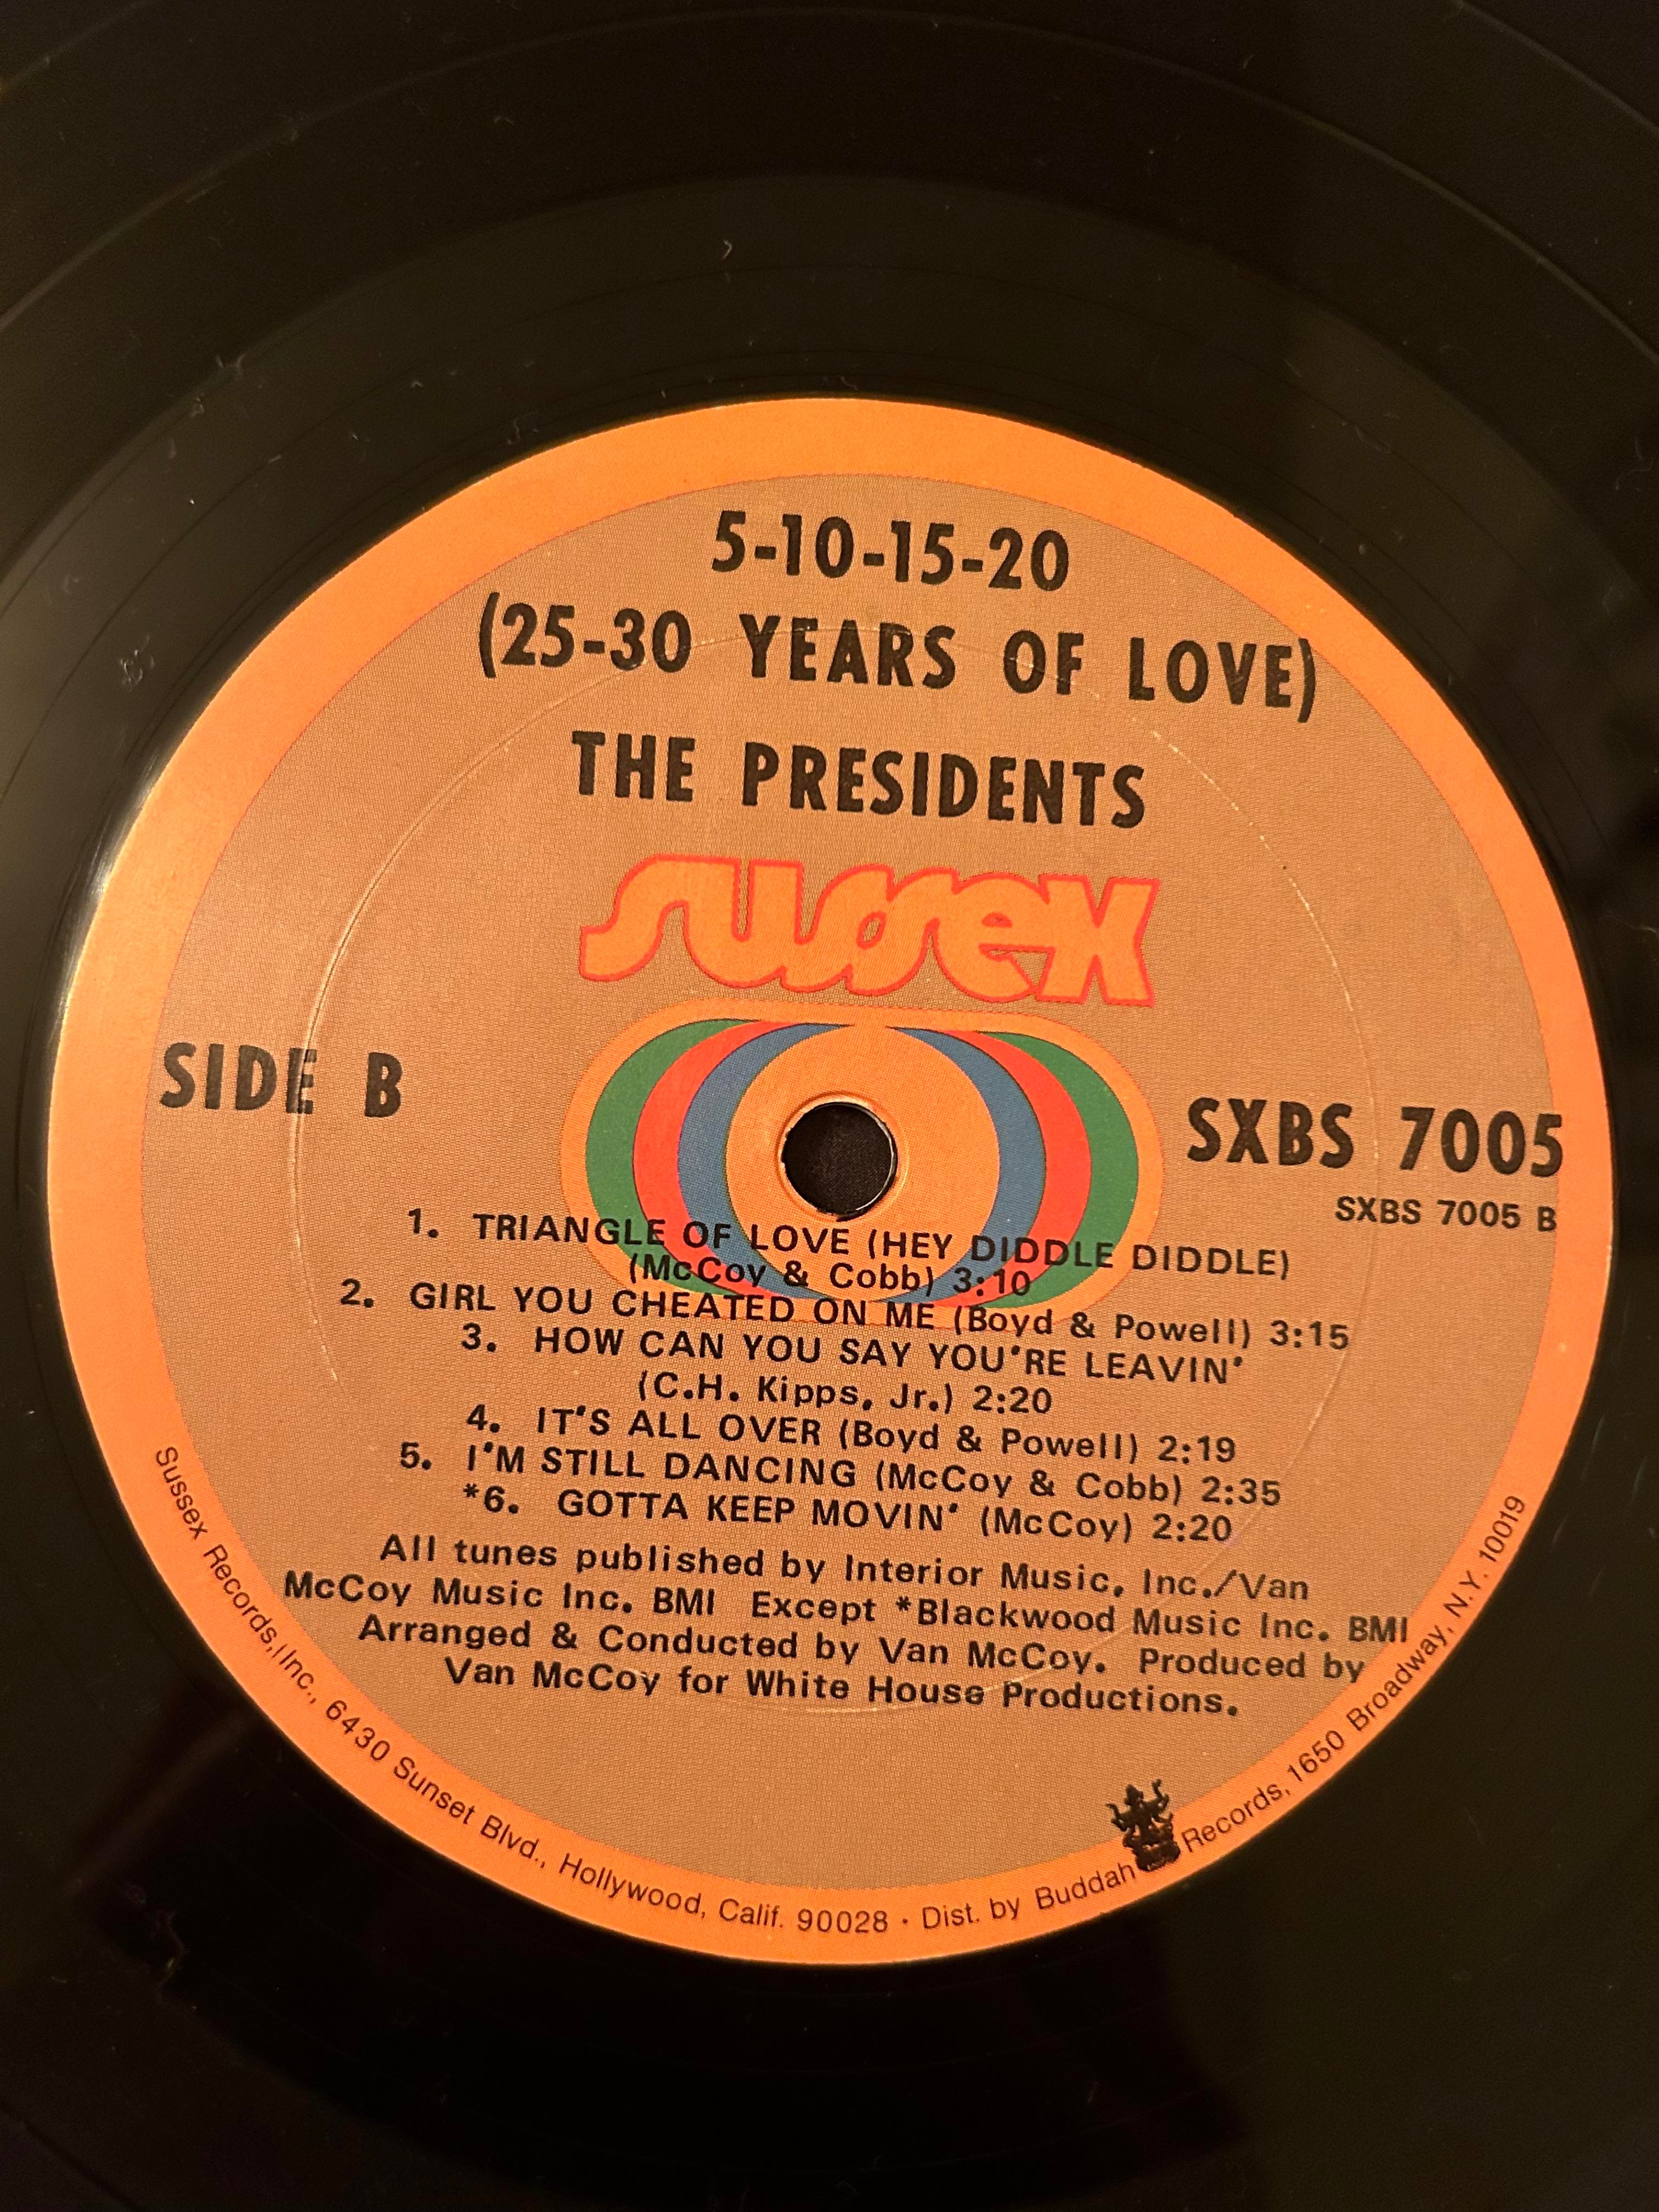 5-10-15-20
(25-30 YEARS OF LOVE)
THE PRESIDENTS
sussex
SIDE B
SXBS 7005
SXBS 7005 B
1. TRIANGLE OF LOVE (HEY DIDDLE DIDDLE)
(McCoy & Cobb) 3:10
2. GIRL YOU CHEATED ON ME (Boyd & Powell) 3:15
3. HOW CAN YOU SAY YOU'RE LEAVIN'
(C.H. Kipps, Jr.) 2:20
4. IT'S ALL OVER (Boyd & Powell) 2:19
5. I'M STILL DANCING (McCoy & Cobb) 2:35
*6. GOTTA KEEP MOVIN' (McCoy) 2:20
All tunes published by Interior Music, Inc./Van
McCoy Music Inc. BMI Except *Blackwood Music Inc. BMI
Arranged & Conducted by Van McCoy. Produced by
Van McCoy for White House Productions.
Sussex Records, Inc., 6430 Sunset Blvd., Hollywood, Calif. 90028 · Dist. by Buddah Records, 1650 Broadway, N.Y. 10019